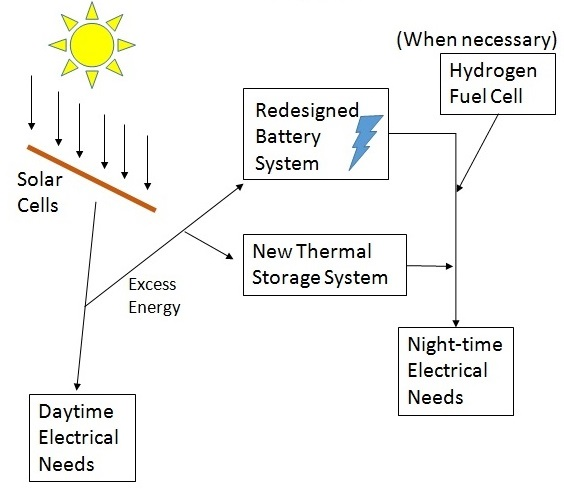 (When necessary)
Hydrogen
Fuel Cell
Redesigned
Battery
System
Solar
Cells
New Thermal
Storage System
Excess
Energy
Night-time
Electrical
Needs
Daytime
Electrical
Needs